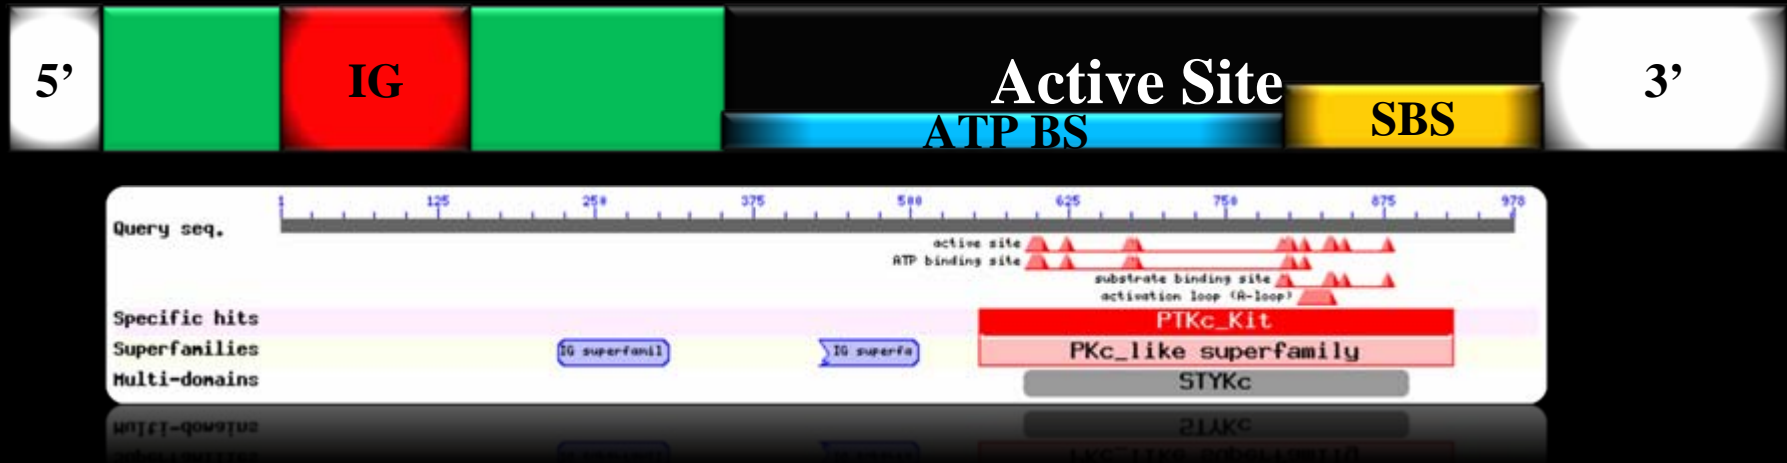 5’ IG Active Site 3’
ATP BS SBS
1 125 250 375 500 625 750 875 978
Query seq.
active site
ATP binding site
substrate binding site
activation loop (A-loop)
Specific hits PTKc_Kit
Superfamilies IG superfamil IG superfa PKc_like superfamily
Multi-domains STYKc